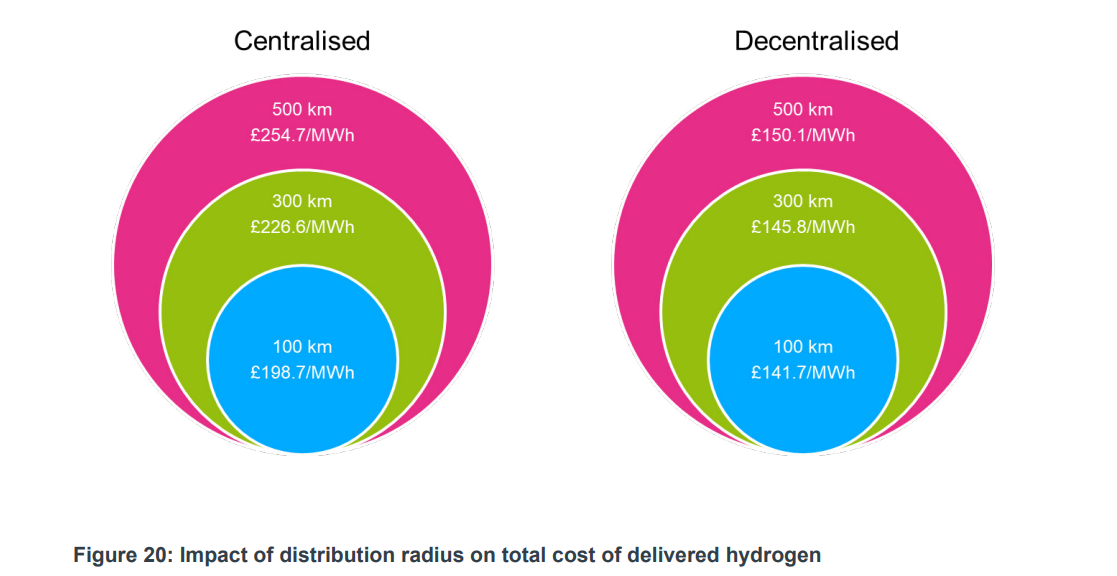 Centralised
500 km
£254.7/MWh
300 km
£226.6/MWh
100 km
£198.7/MWh
Decentralised
500 km
£150.1/MWh
300 km
£145.8/MWh
100 km
£141.7/MWh
Figure 20: Impact of distribution radius on total cost of delivered hydrogen